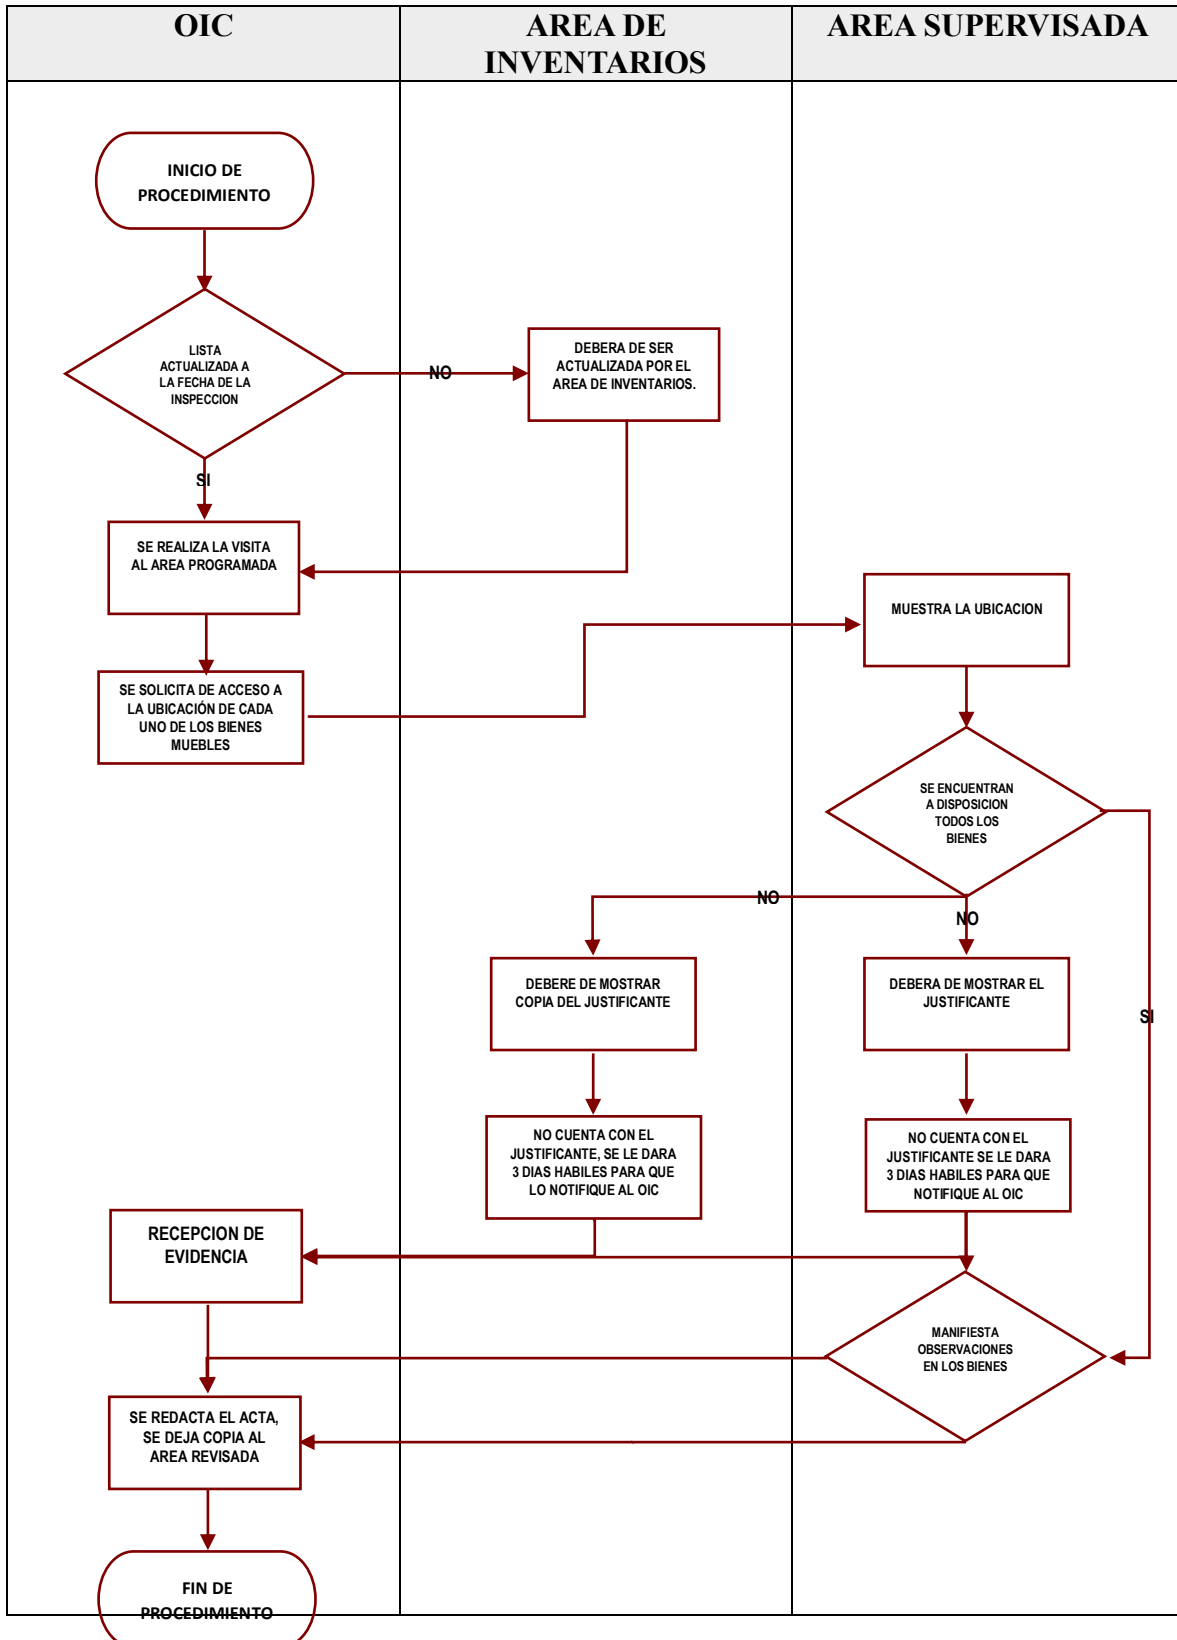 OIC
AREA DE
INVENTARIOS
AREA SUPERVISADA
INICIO DE
PROCEDIMIENTO
LISTA
ACTUALIZADA A
LA FECHA DE LA
INSPECCION
NO
DEBERA DE SER
ACTUALIZADA POR EL
AREA DE INVENTARIOS.
SI
SE REALIZA LA VISITA
AL AREA PROGRAMADA
MUESTRA LA UBICACION
SE SOLICITA DE ACCESO A
LA UBICACIÓN DE CADA
UNO DE LOS BIENES
MUEBLES
SE ENCUENTRAN
A DISPOSICION
TODOS LOS
BIENES
NO
NO
DEBERE DE MOSTRAR
COPIA DEL JUSTIFICANTE
DEBERA DE MOSTRAR EL
JUSTIFICANTE
SI
NO CUENTA CON EL
JUSTIFICANTE, SE LE DARA
3 DIAS HABILES PARA QUE
LO NOTIFIQUE AL OIC
NO CUENTA CON EL
JUSTIFICANTE SE LE DARA
3 DIAS HABILES PARA QUE
NOTIFIQUE AL OIC
RECEPCION DE
EVIDENCIA
MANIFIESTA
OBSERVACIONES
EN LOS BIENES
SE REDACTA EL ACTA,
SE DEJA COPIA AL
AREA REVISADA
FIN DE
PROCEDIMIENTO